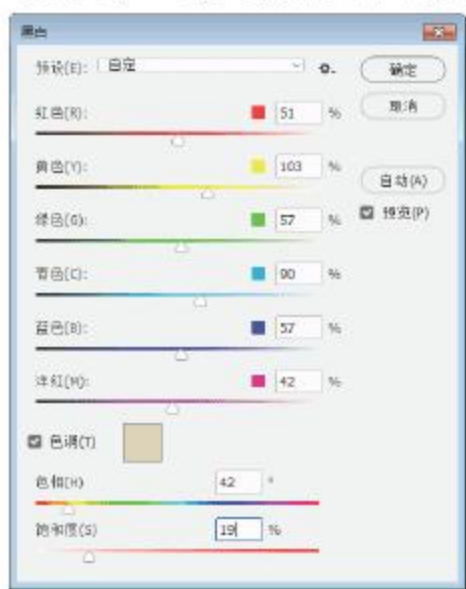 黑白
预设(E): 自定
确定
红色(R): 51 %
取消
黄色(Y): 103 %
自动(A)
绿色(G): 57 %
预览(P)
青色(C): 90 %
蓝色(B): 57 %
洋红(M): 42 %
色调(T)
色相(H) 42 °
饱和度(S) 19 %